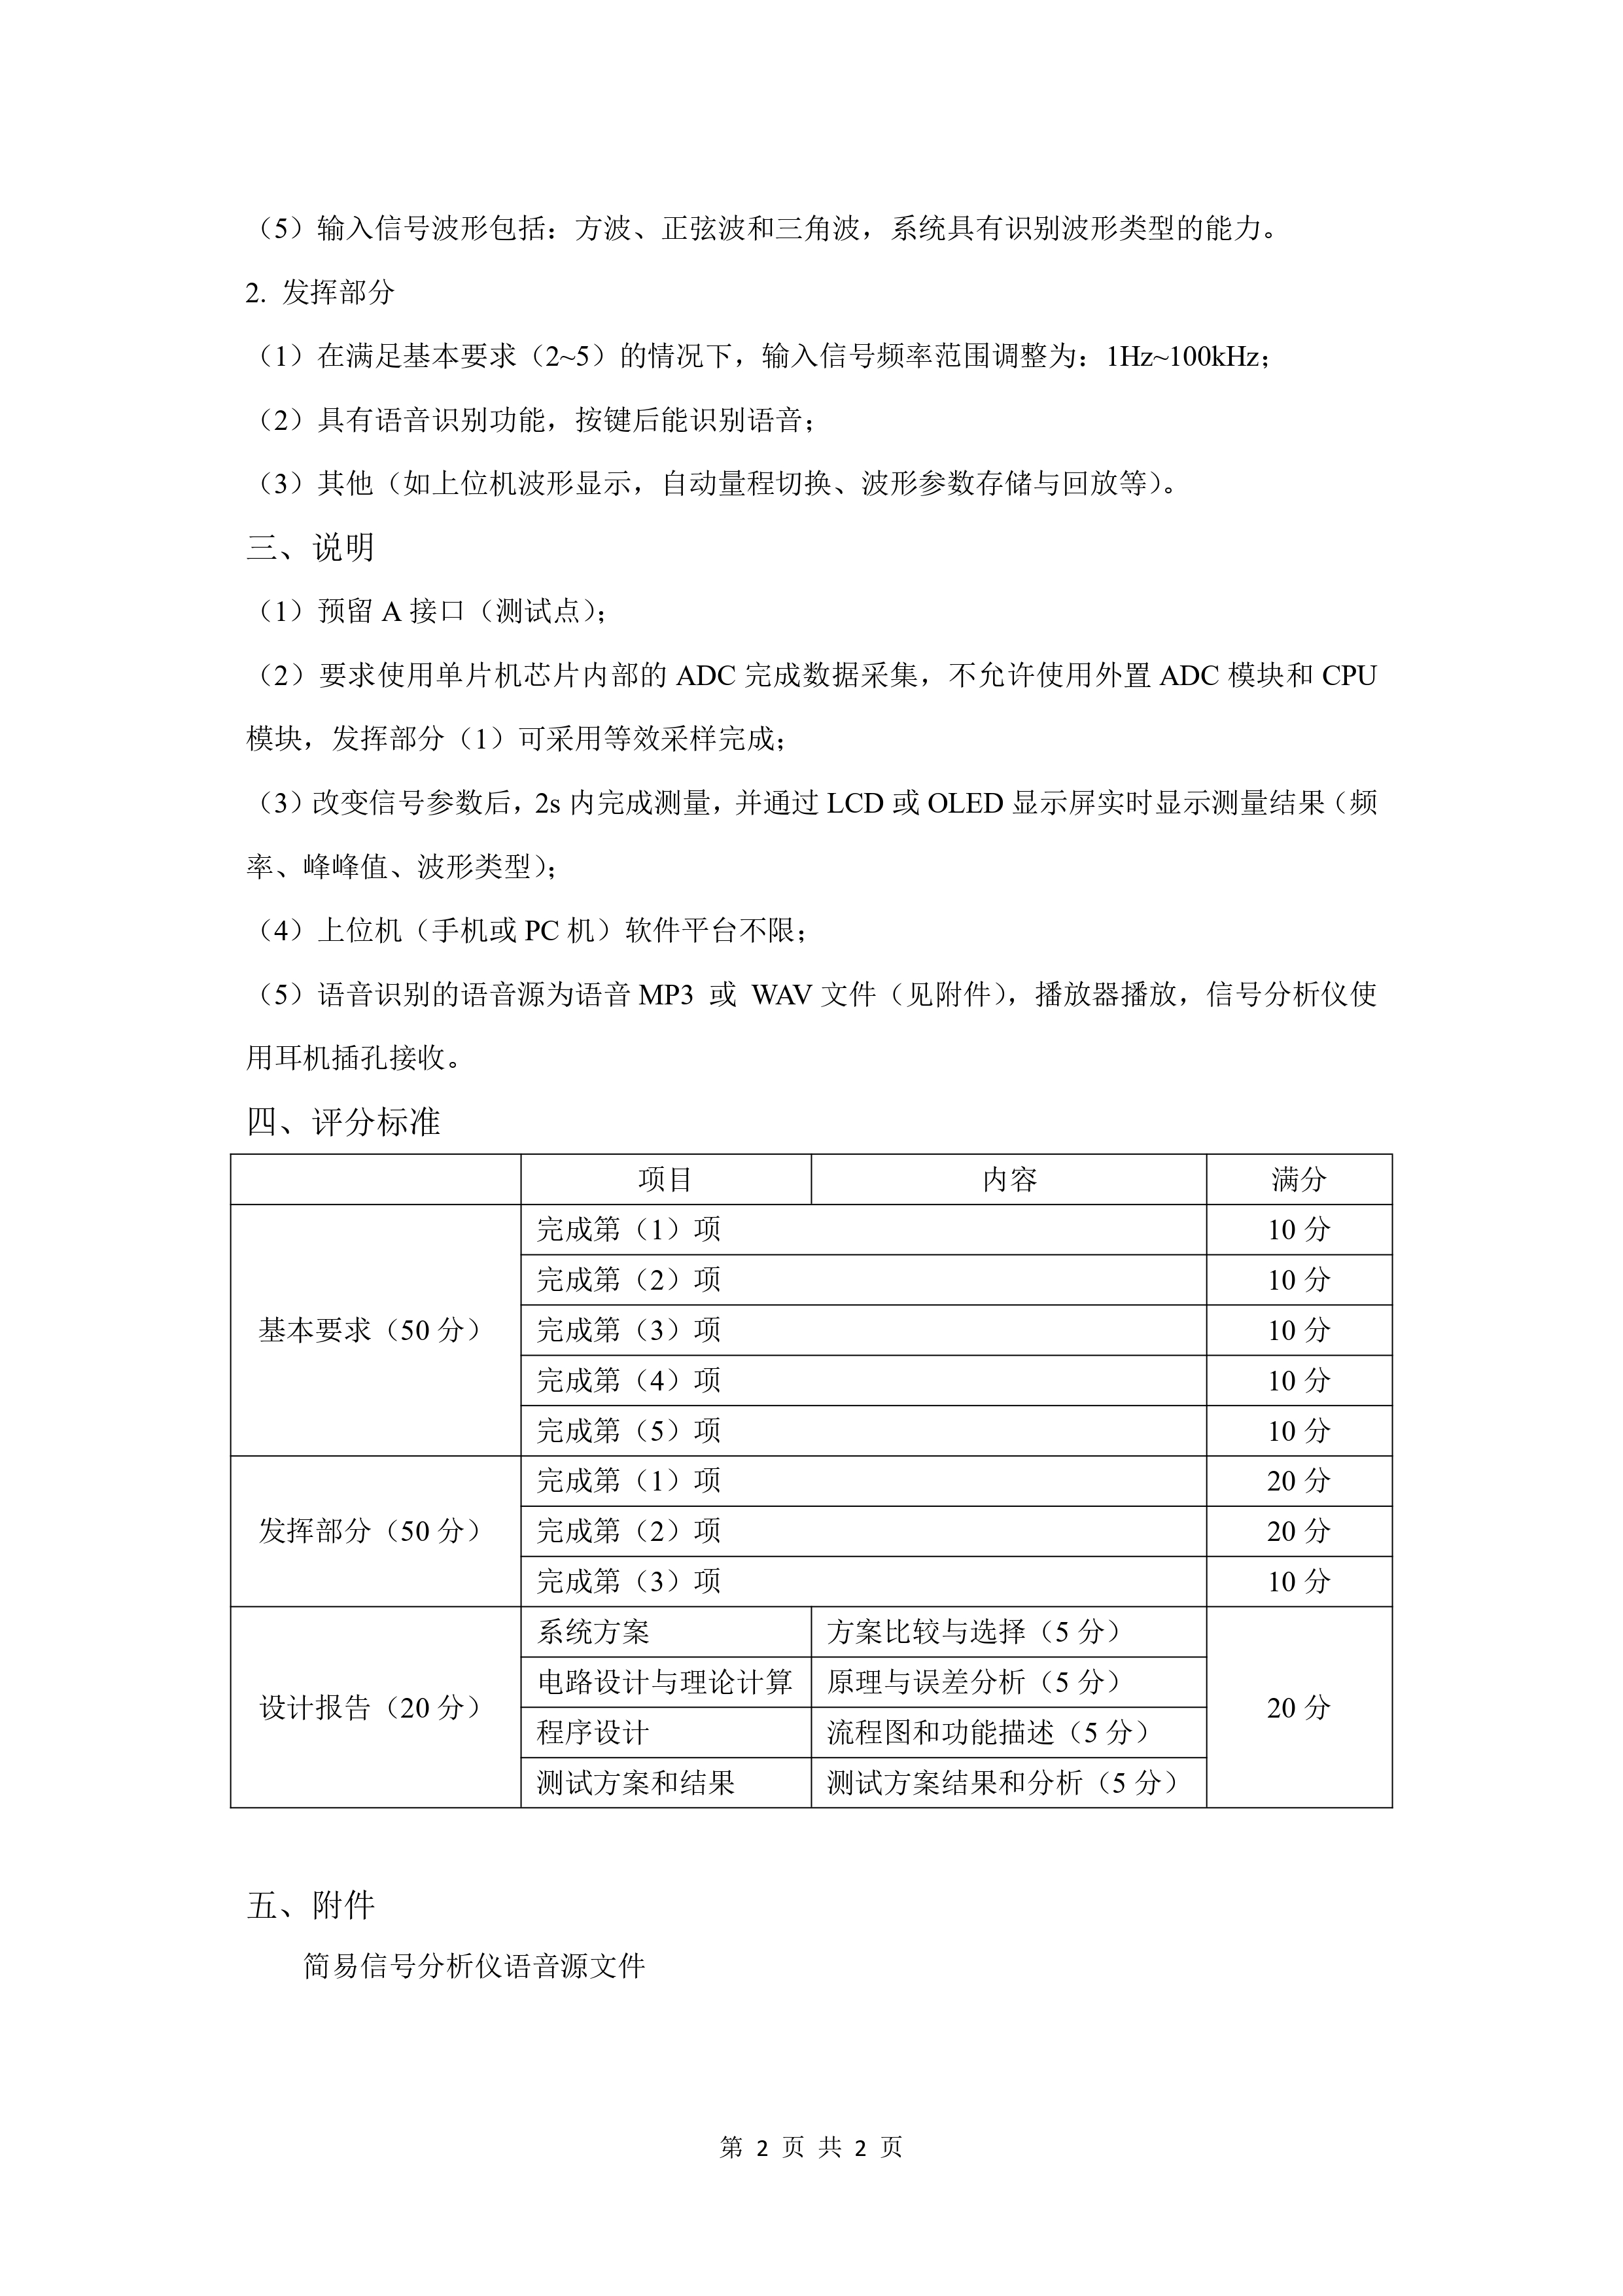 （5）输入信号波形包括：方波、正弦波和三角波，系统具有识别波形类型的能力。
2. 发挥部分
（1）在满足基本要求（2~5）的情况下，输入信号频率范围调整为：1Hz~100kHz；
（2）具有语音识别功能，按键后能识别语音；
（3）其他（如上位机波形显示，自动量程切换、波形参数存储与回放等）。
三、说明
（1）预留 A 接口（测试点）；
（2）要求使用单片机芯片内部的 ADC 完成数据采集，不允许使用外置 ADC 模块和 CPU
模块，发挥部分（1）可采用等效采样完成；
（3）改变信号参数后，2s 内完成测量，并通过 LCD 或 OLED 显示屏实时显示测量结果（频
率、峰峰值、波形类型）；
（4）上位机（手机或 PC 机）软件平台不限；
（5）语音识别的语音源为语音 MP3 或 WAV 文件（见附件），播放器播放，信号分析仪使
用耳机插孔接收。
四、评分标准
项目 内容 满分
基本要求（50 分）
完成第（1）项 10 分
完成第（2）项 10 分
完成第（3）项 10 分
完成第（4）项 10 分
完成第（5）项 10 分
发挥部分（50 分）
完成第（1）项 20 分
完成第（2）项 20 分
完成第（3）项 10 分
设计报告（20 分）
系统方案 方案比较与选择（5 分）
电路设计与理论计算 原理与误差分析（5 分）
程序设计 流程图和功能描述（5 分）
测试方案和结果 测试方案结果和分析（5 分）
20 分
五、附件
简易信号分析仪语音源文件
第 2 页 共 2 页